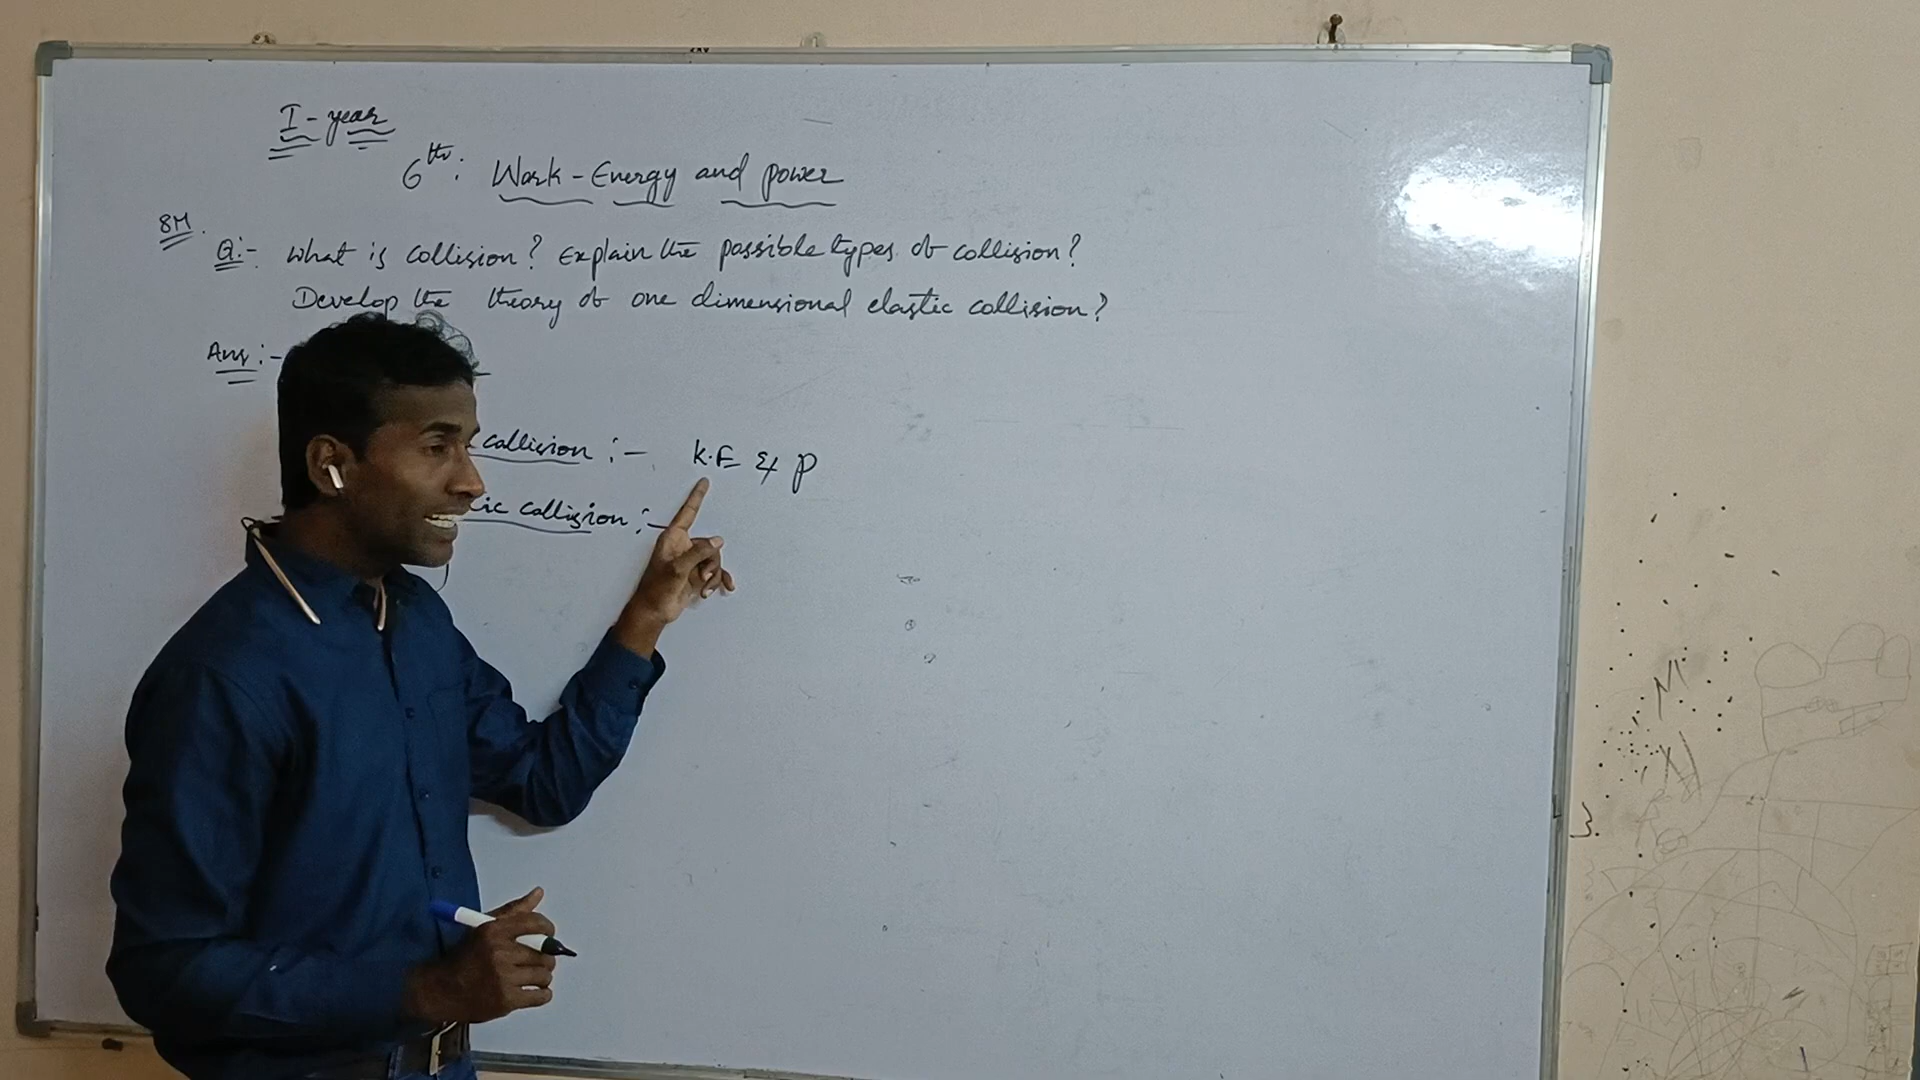 I - year
6th: Work - Energy and power
8M.
Q:- What is collision? Explain the possible types of collision?
Develop the theory of one dimensional elastic collision?
Ans :-
collision :- K.E & p
tic collision :-